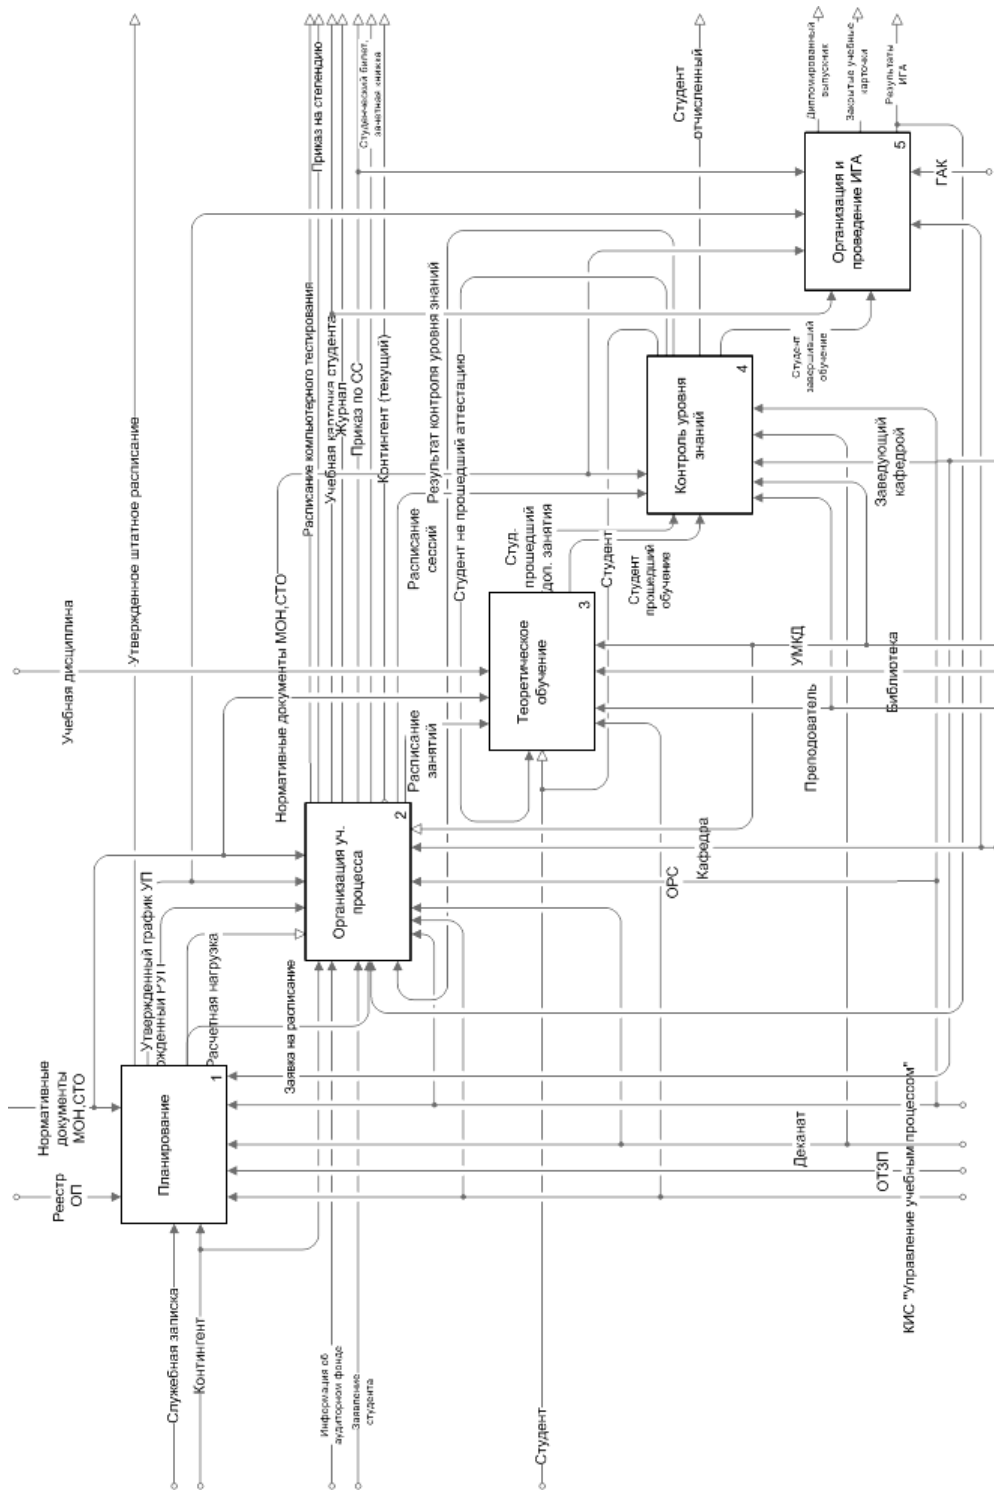 Утвержденное штатное расписание
Расписание компьютерного тестирования
Приказ на степендию
Учебная карточка студента
Журнал
Приказ по СС
Студенческий билет,
зачетная книжка
Контингент (текущий)
Студент
отчисленный
Дипломированный
выпускник
Закрытые учебные
карточки
Результаты
ИГА
Учебная дисциплина
Нормативные документы МОН,СТО
Нормативные
документы
МОН,СТО
Реестр
ОП
Планирование
1
Утвержденный график УП
Расчетная нагрузка
Заявка на расписание
Организация уч.
процесса
2
Расписание
занятий
Расписание
сессий
Результат контроля уровня знаний
Студент не прошедший аттестацию
Теоретическое
обучение
3
Студ-
прошедший
доп. занятия
Студент
Студент
прошедший
обучение
Контроль уровня
знаний
4
Студент
завершивший
обучение
Организация и
проведение ИГА
5
ГАК
Заведующий
кафедрой
УМКД
Библиотека
Преподователь
Кафедра
ОРС
Деканат
ОТЗП
КИС "Управление учебным процессом"
Служебная записка
Контингент
Информация об
аудиторном фонде
Заявление
студента
Студент